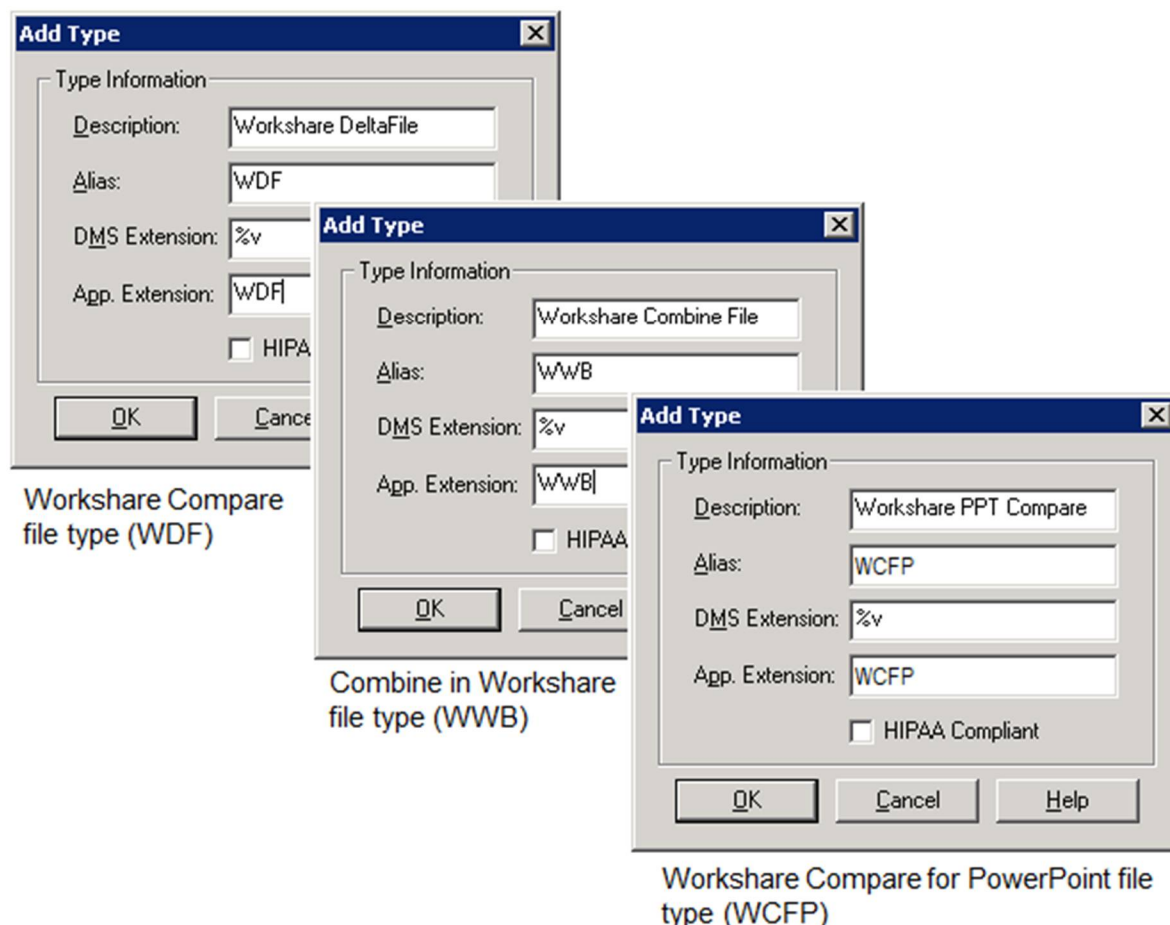 Add Type
Type Information
Description: Workshare DeltaFile
Alias: WDF
DMS Extension: %v
App. Extension: WDF
HIPA
OK Cance
Workshare Compare
file type (WDF)
Add Type
Type Information
Description: Workshare Combine File
Alias: WWB
DMS Extension: %v
App. Extension: WWB
HIPAA
OK Cancel
Combine in Workshare
file type (WWB)
Add Type
Type Information
Description: Workshare PPT Compare
Alias: WCFP
DMS Extension: %v
App. Extension: WCFP
HIPAA Compliant
OK Cancel Help
Workshare Compare for PowerPoint file
type (WCFP)